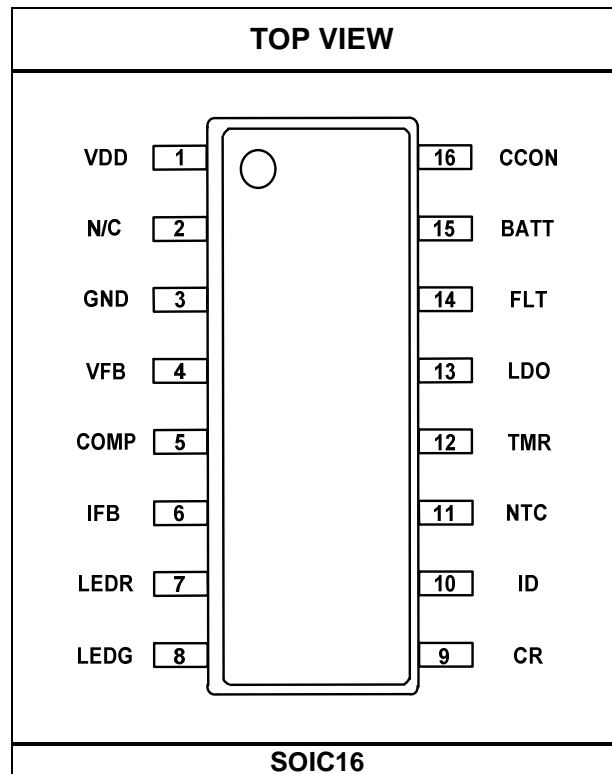 TOP VIEW
VDD 1 16 CCON
N/C 2 15 BATT
GND 3 14 FLT
VFB 4 13 LDO
COMP 5 12 TMR
IFB 6 11 NTC
LEDR 7 10 ID
LEDG 8 9 CR
SOIC16